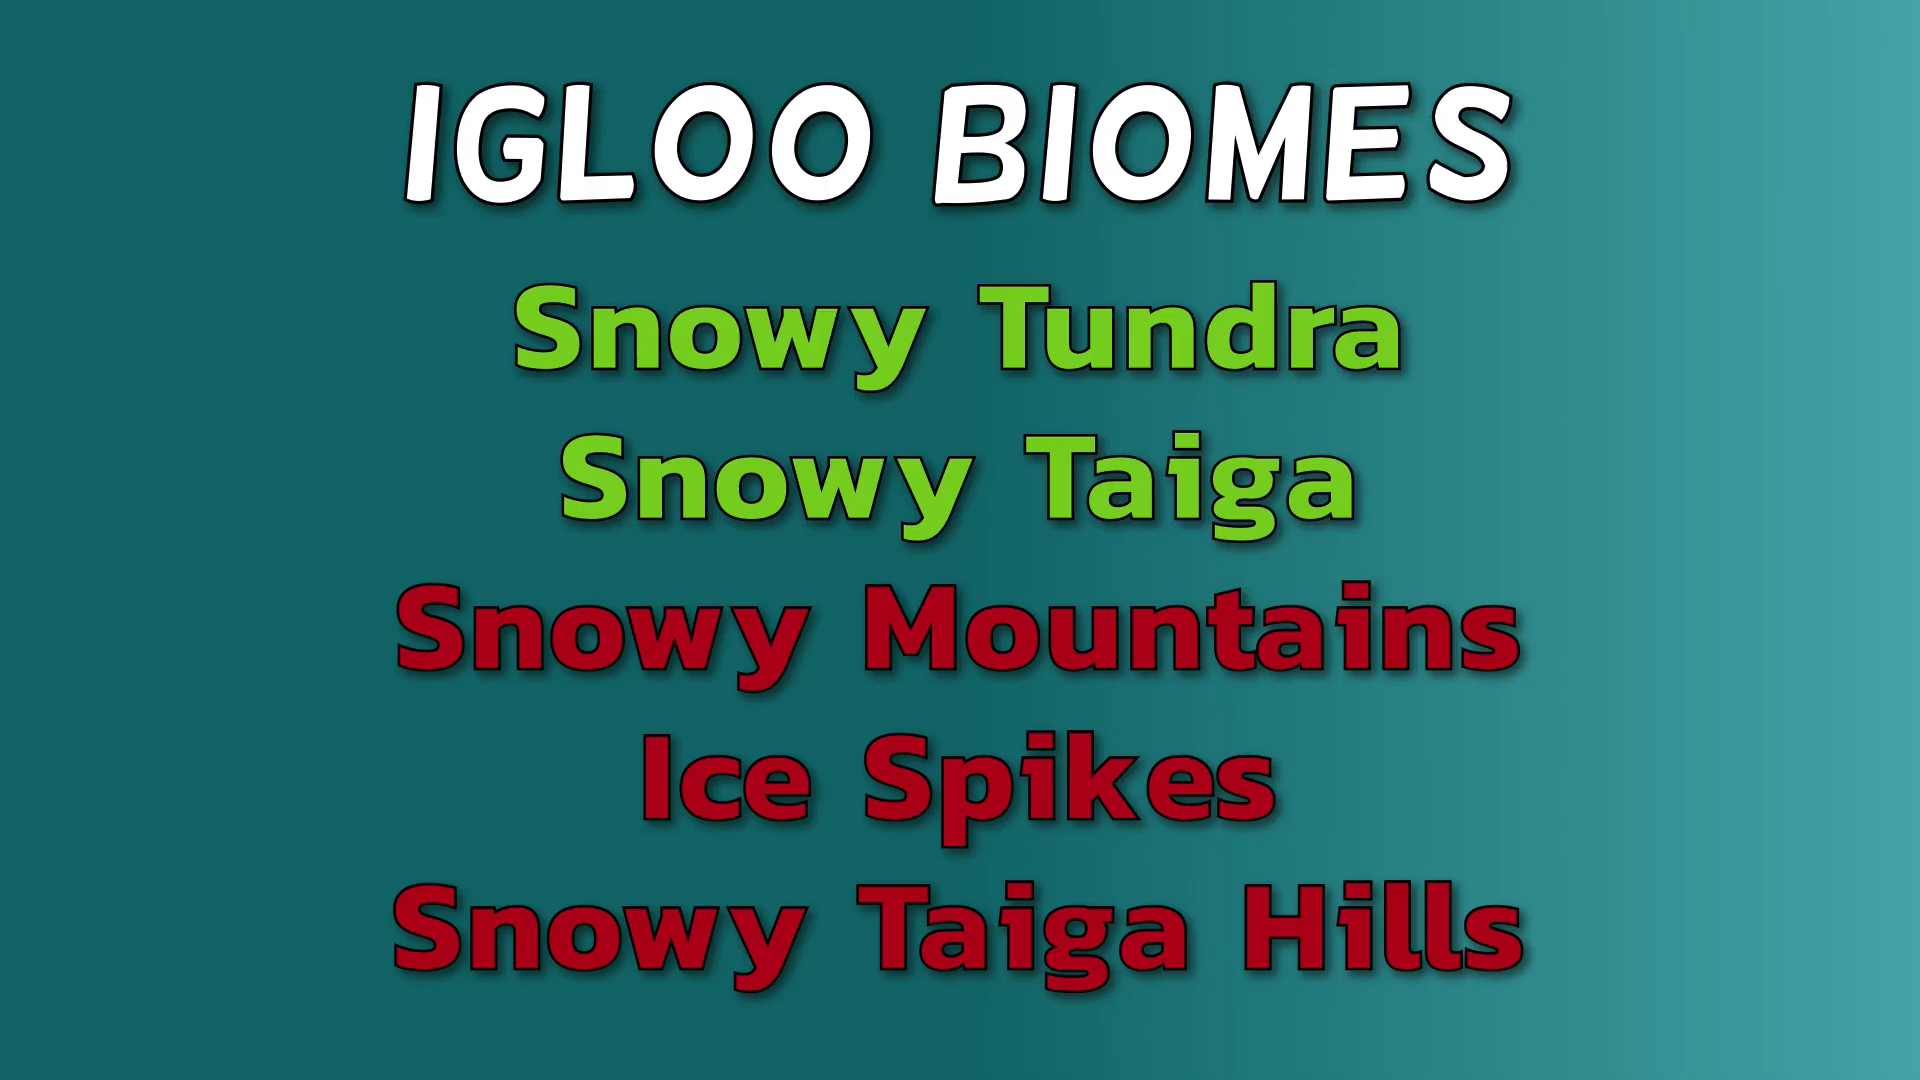 IGLOO BIOMES
Snowy Tundra
Snowy Taiga
Snowy Mountains
Ice Spikes
Snowy Taiga Hills